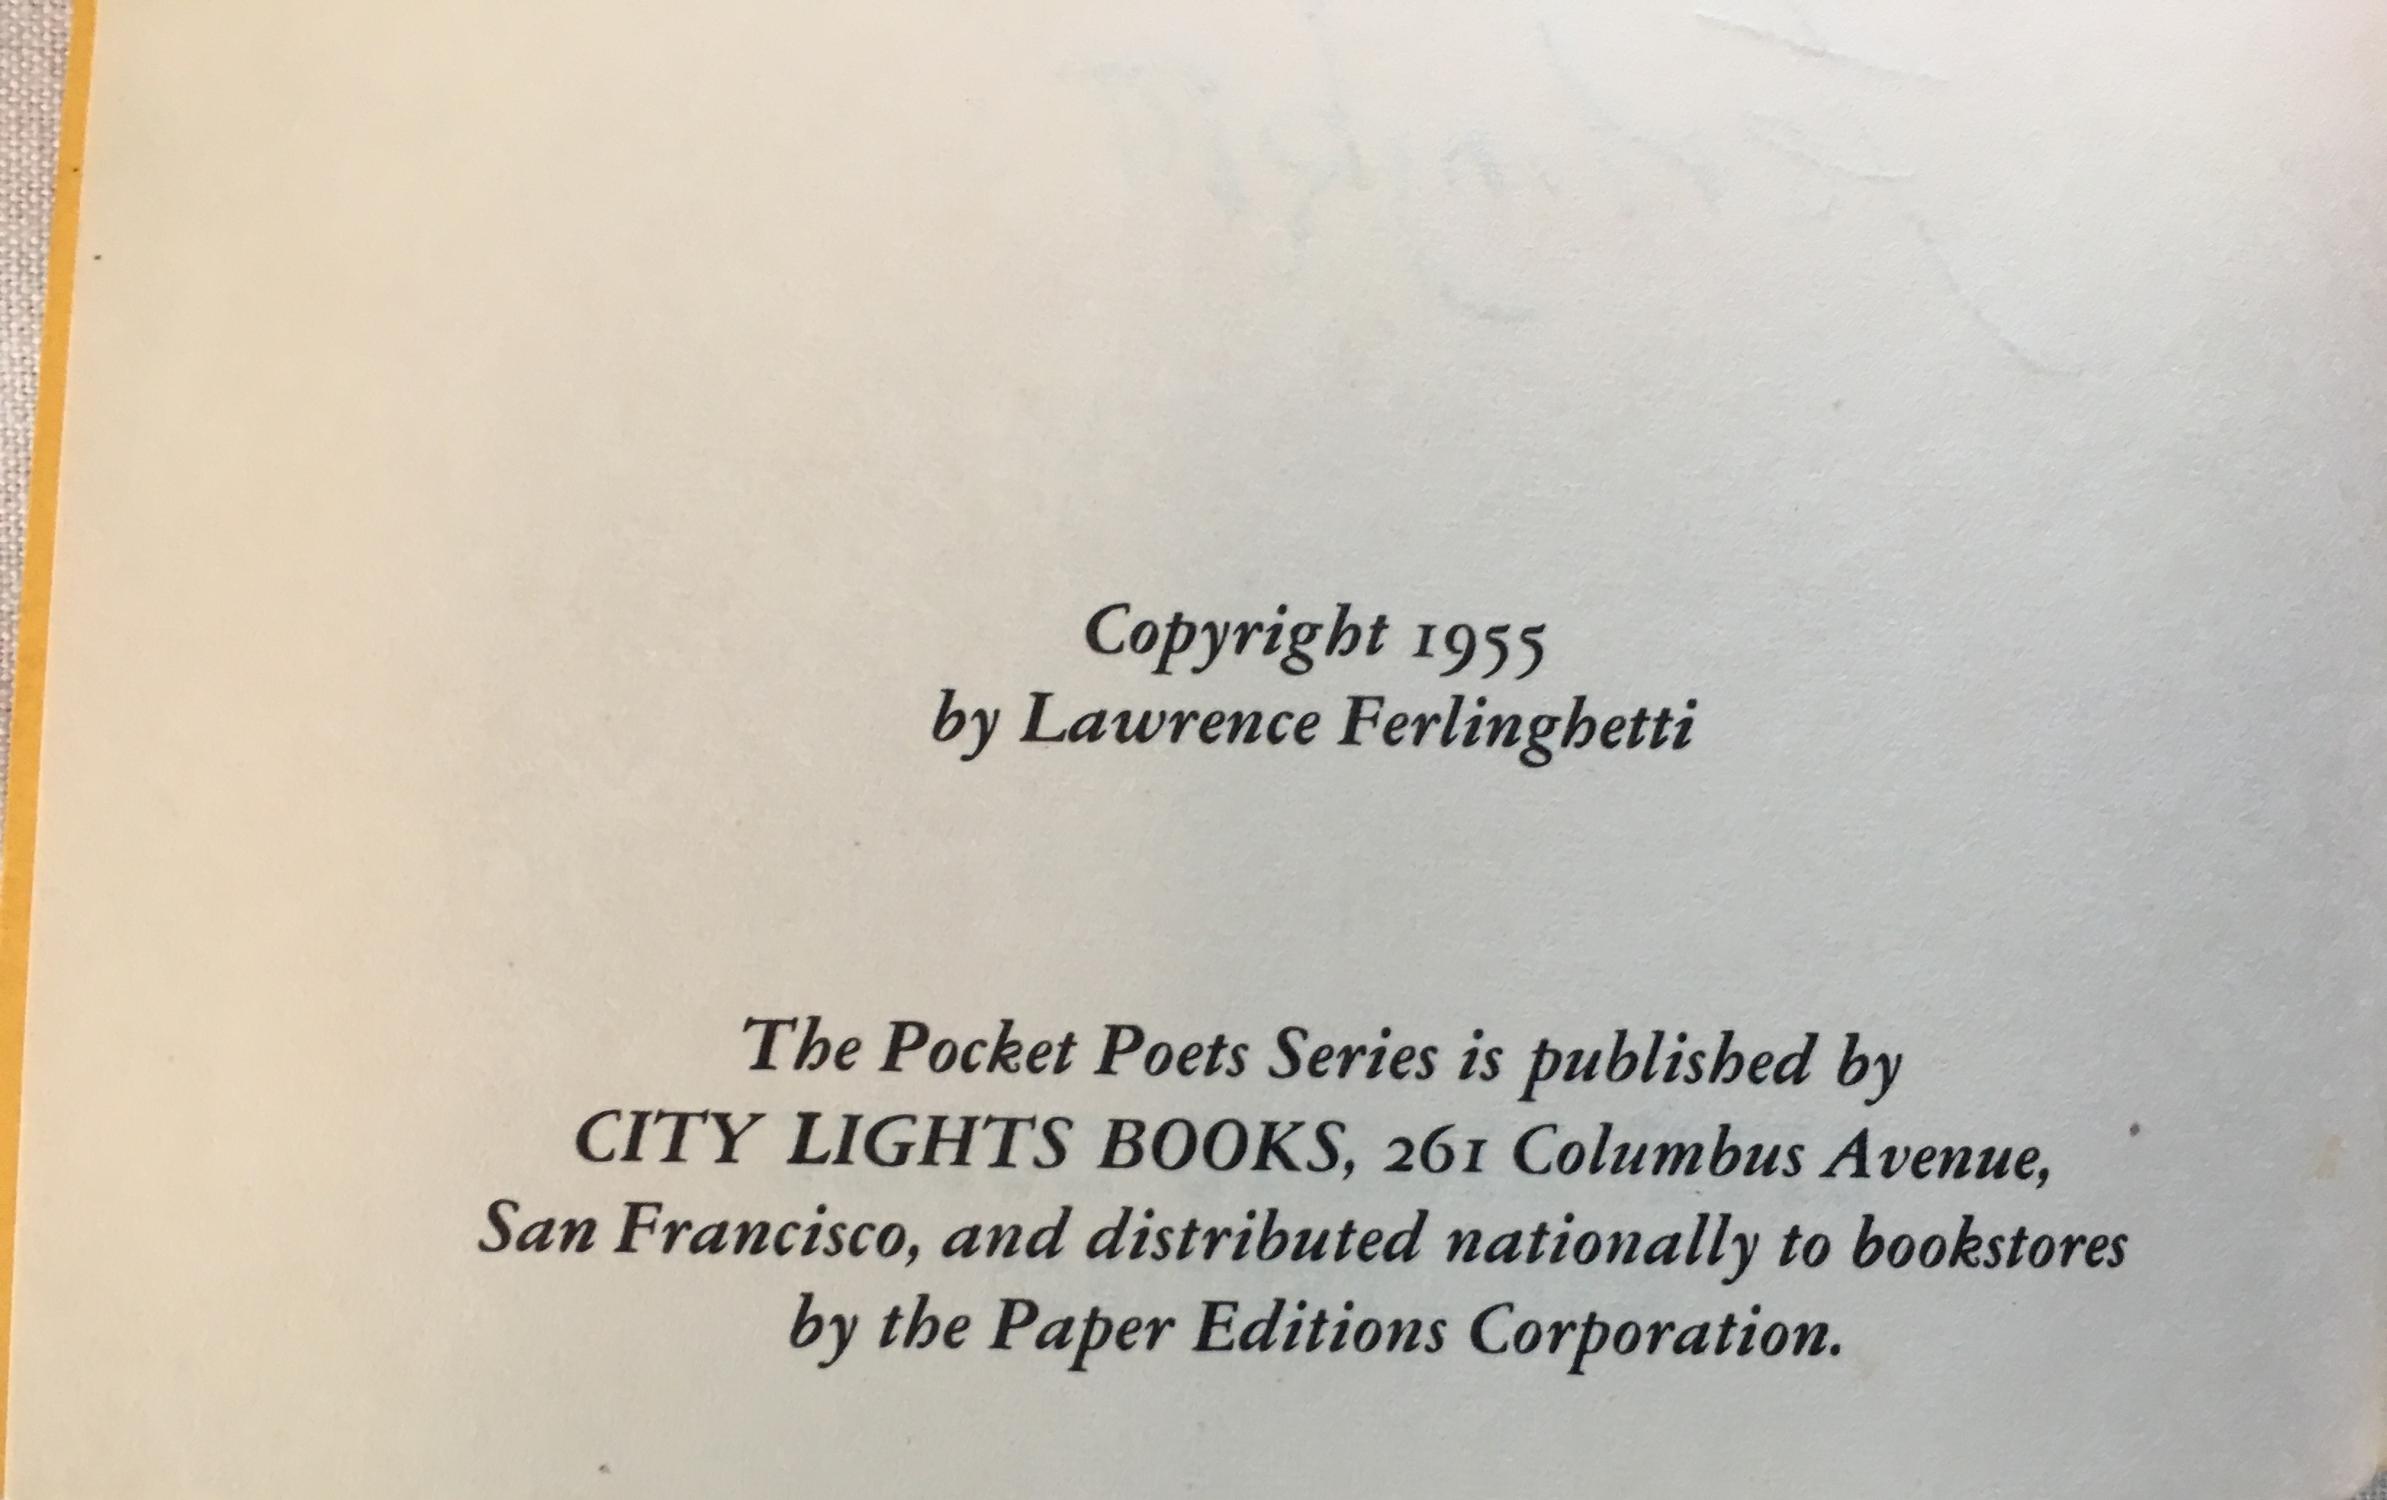 Copyright 1955
by Lawrence Ferlinghetti
The Pocket Poets Series is published by
CITY LIGHTS BOOKS, 261 Columbus Avenue,
San Francisco, and distributed nationally to bookstores
by the Paper Editions Corporation.